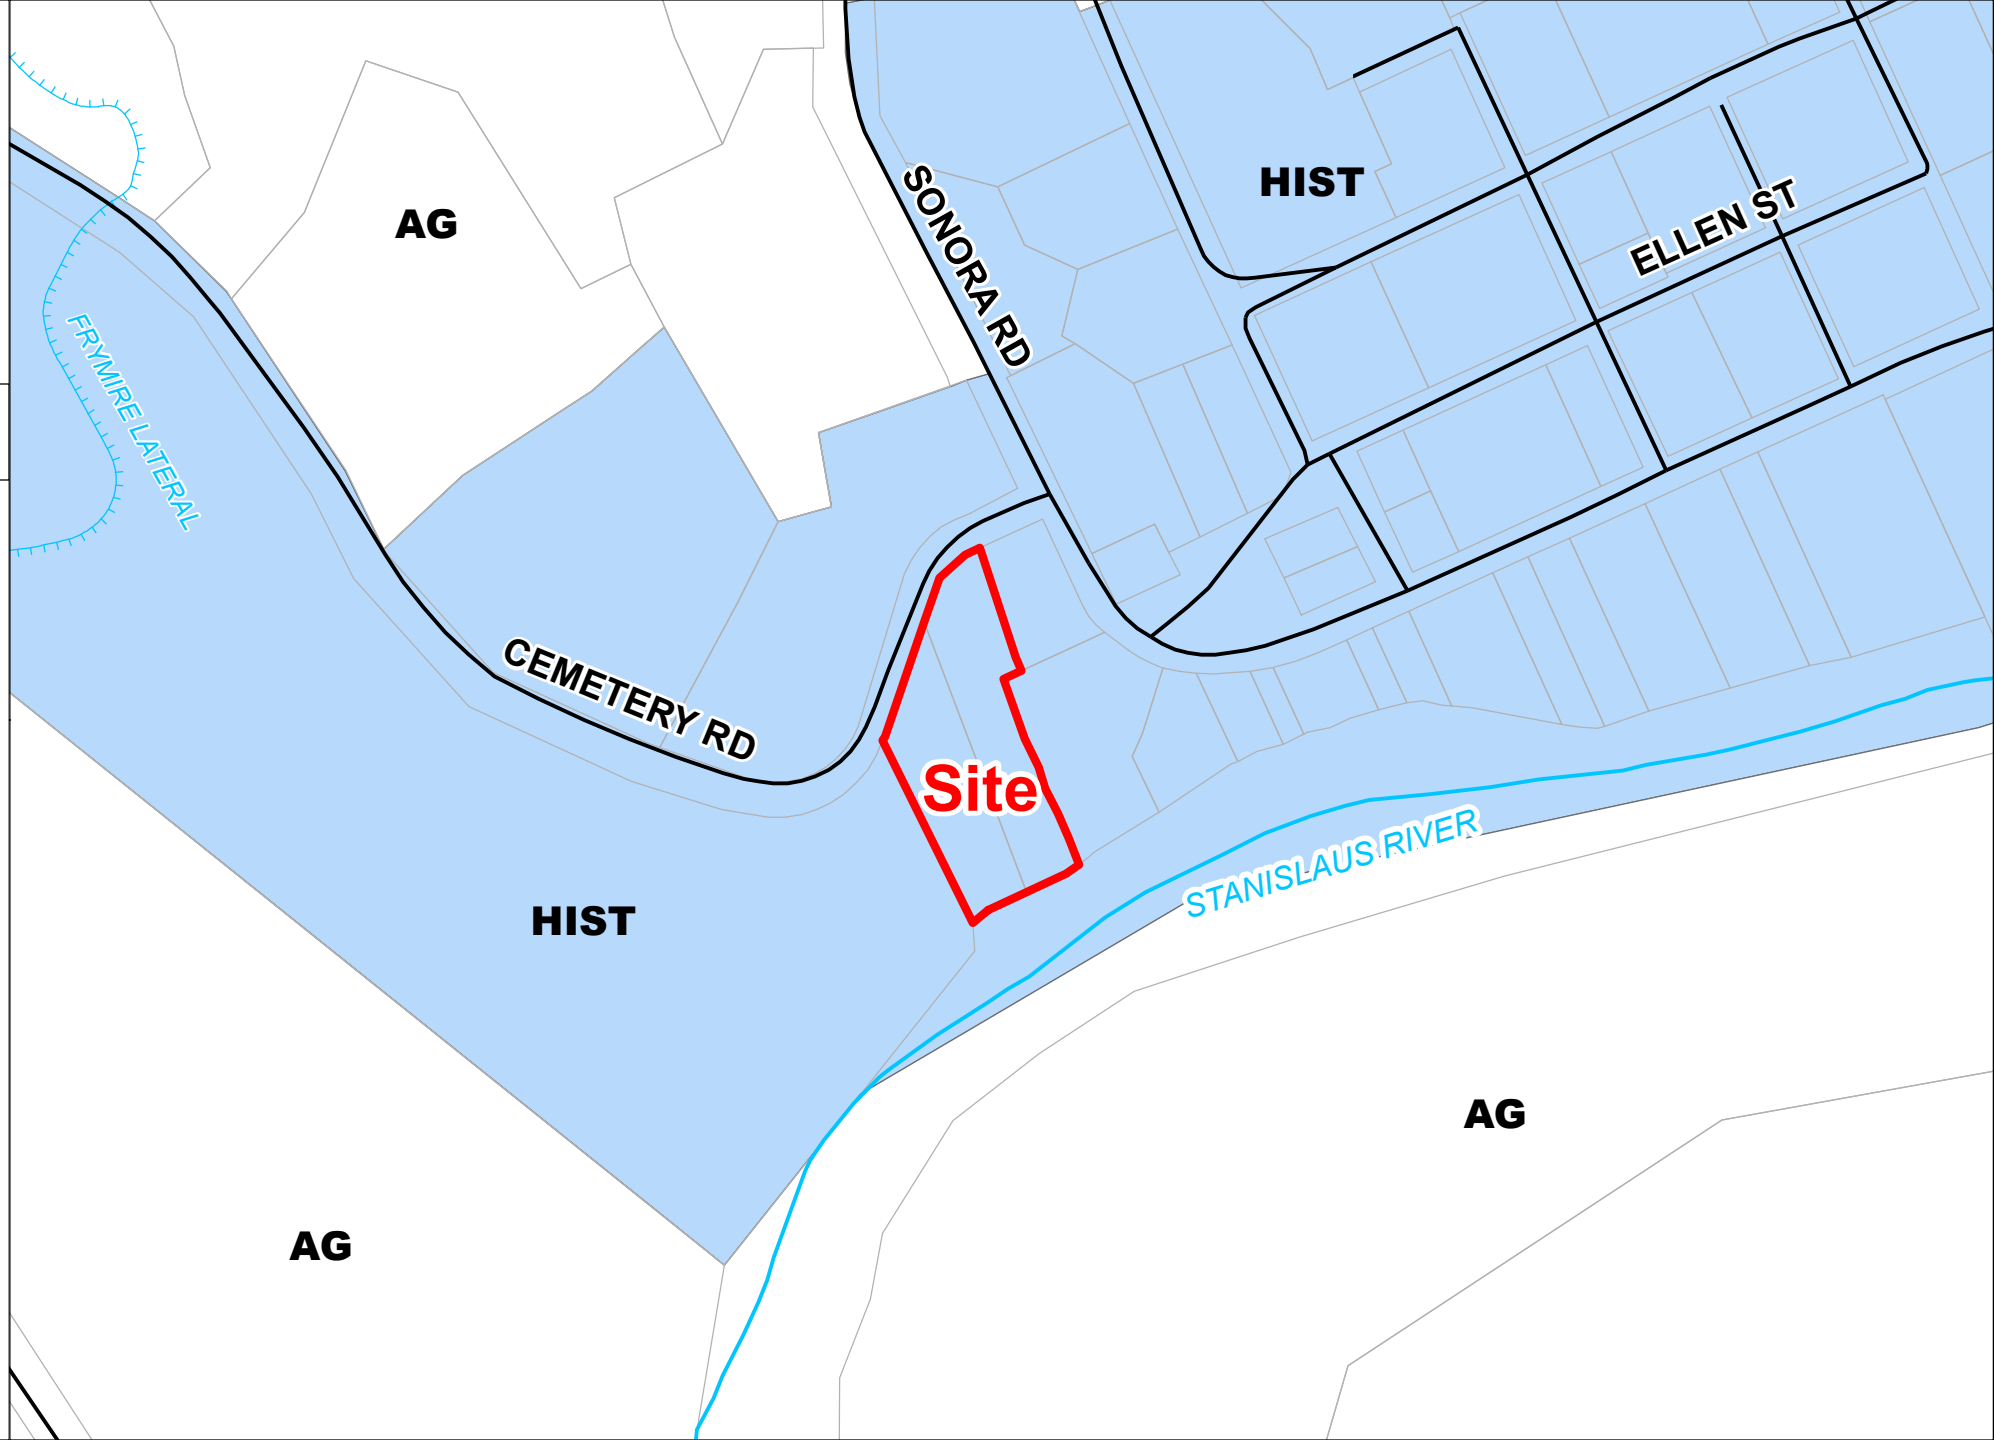 HIST
AG
SONORA RD
ELLEN ST
FRYMIRE LATERAL
CEMETERY RD
Site
STANISLAUS RIVER
HIST
AG
AG